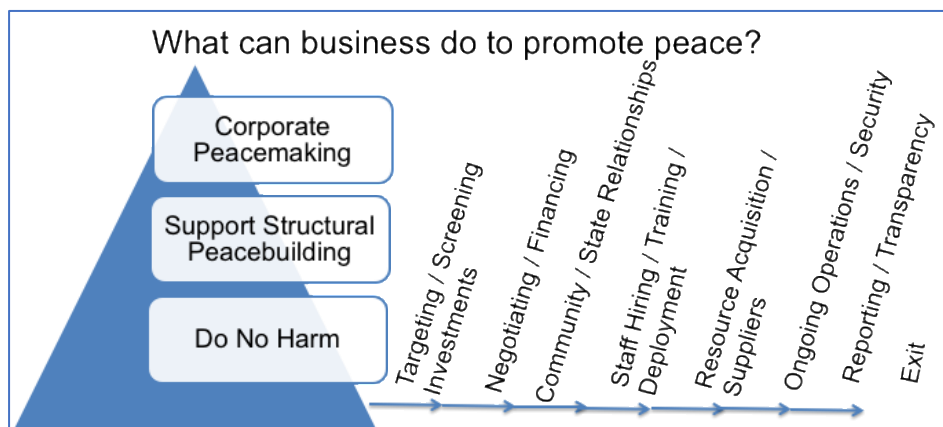 What can business do to promote peace?
Corporate
Peacemaking
Support Structural
Peacebuilding
Do No Harm
Targeting / Screening
Investments
Negotiating / Financing
Community / State Relationships
Staff Hiring / Training /
Deployment
Resource Acquisition /
Suppliers
Ongoing Operations / Security
Reporting / Transparency
Exit